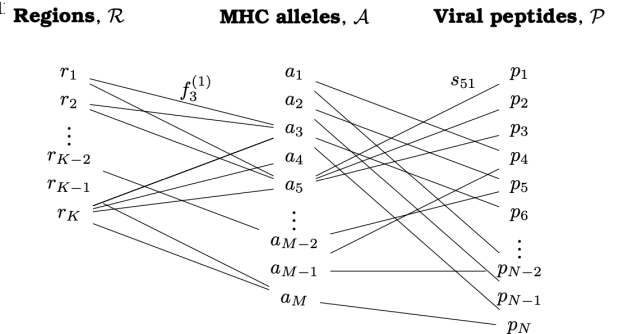 Regions, ℛ MHC alleles, 𝒜 Viral peptides, 𝒫
r₁ a₁ p₁
f₃⁽¹⁾ s₅₁
r₂ a₂ p₂
⋮ a₃ p₃
r_{K−2} a₄ p₄
r_{K−1} a₅ p₅
r_K ⋮ p₆
a_{M−2} ⋮
a_{M−1} p_{N−2}
a_M p_{N−1}
p_N